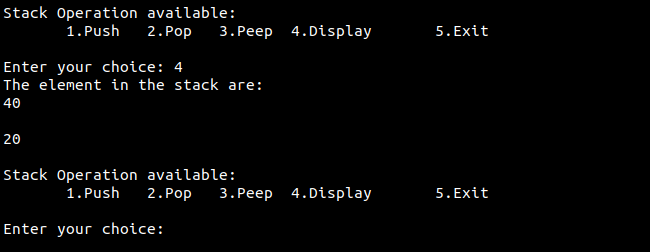 Stack Operation available:
1.Push 2.Pop 3.Peep 4.Display 5.Exit
Enter your choice: 4
The element in the stack are:
40
20
Stack Operation available:
1.Push 2.Pop 3.Peep 4.Display 5.Exit
Enter your choice: